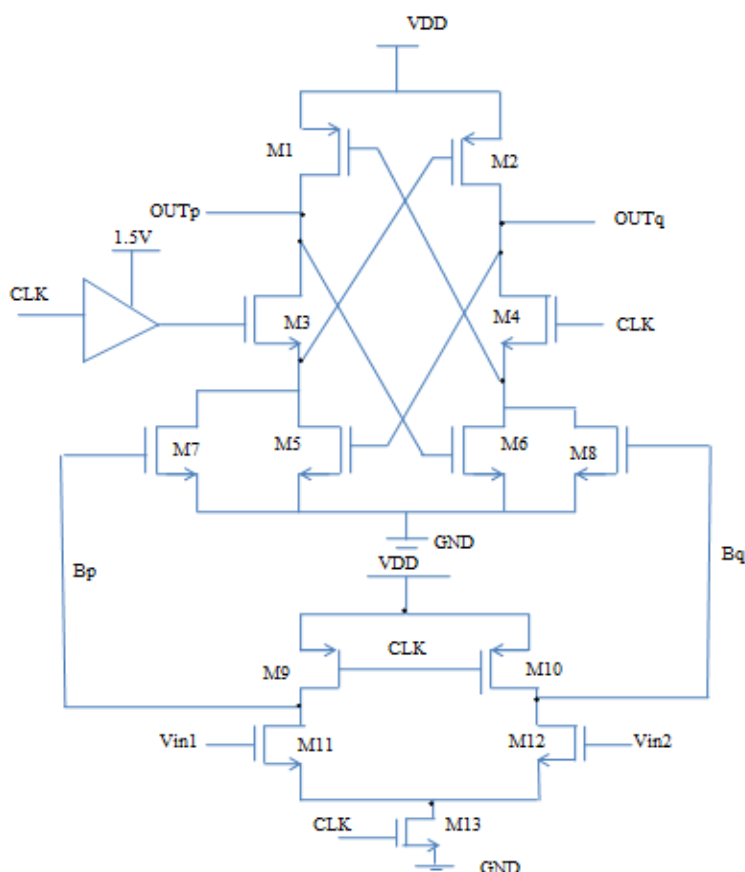 VDD
M1
M2
OUTp
OUTq
1.5V
CLK
M3
M4
CLK
M7
M5
M6
M8
GND
VDD
Bp
Bq
CLK
M9
M10
Vin1
M11
M12
Vin2
CLK
M13
GND